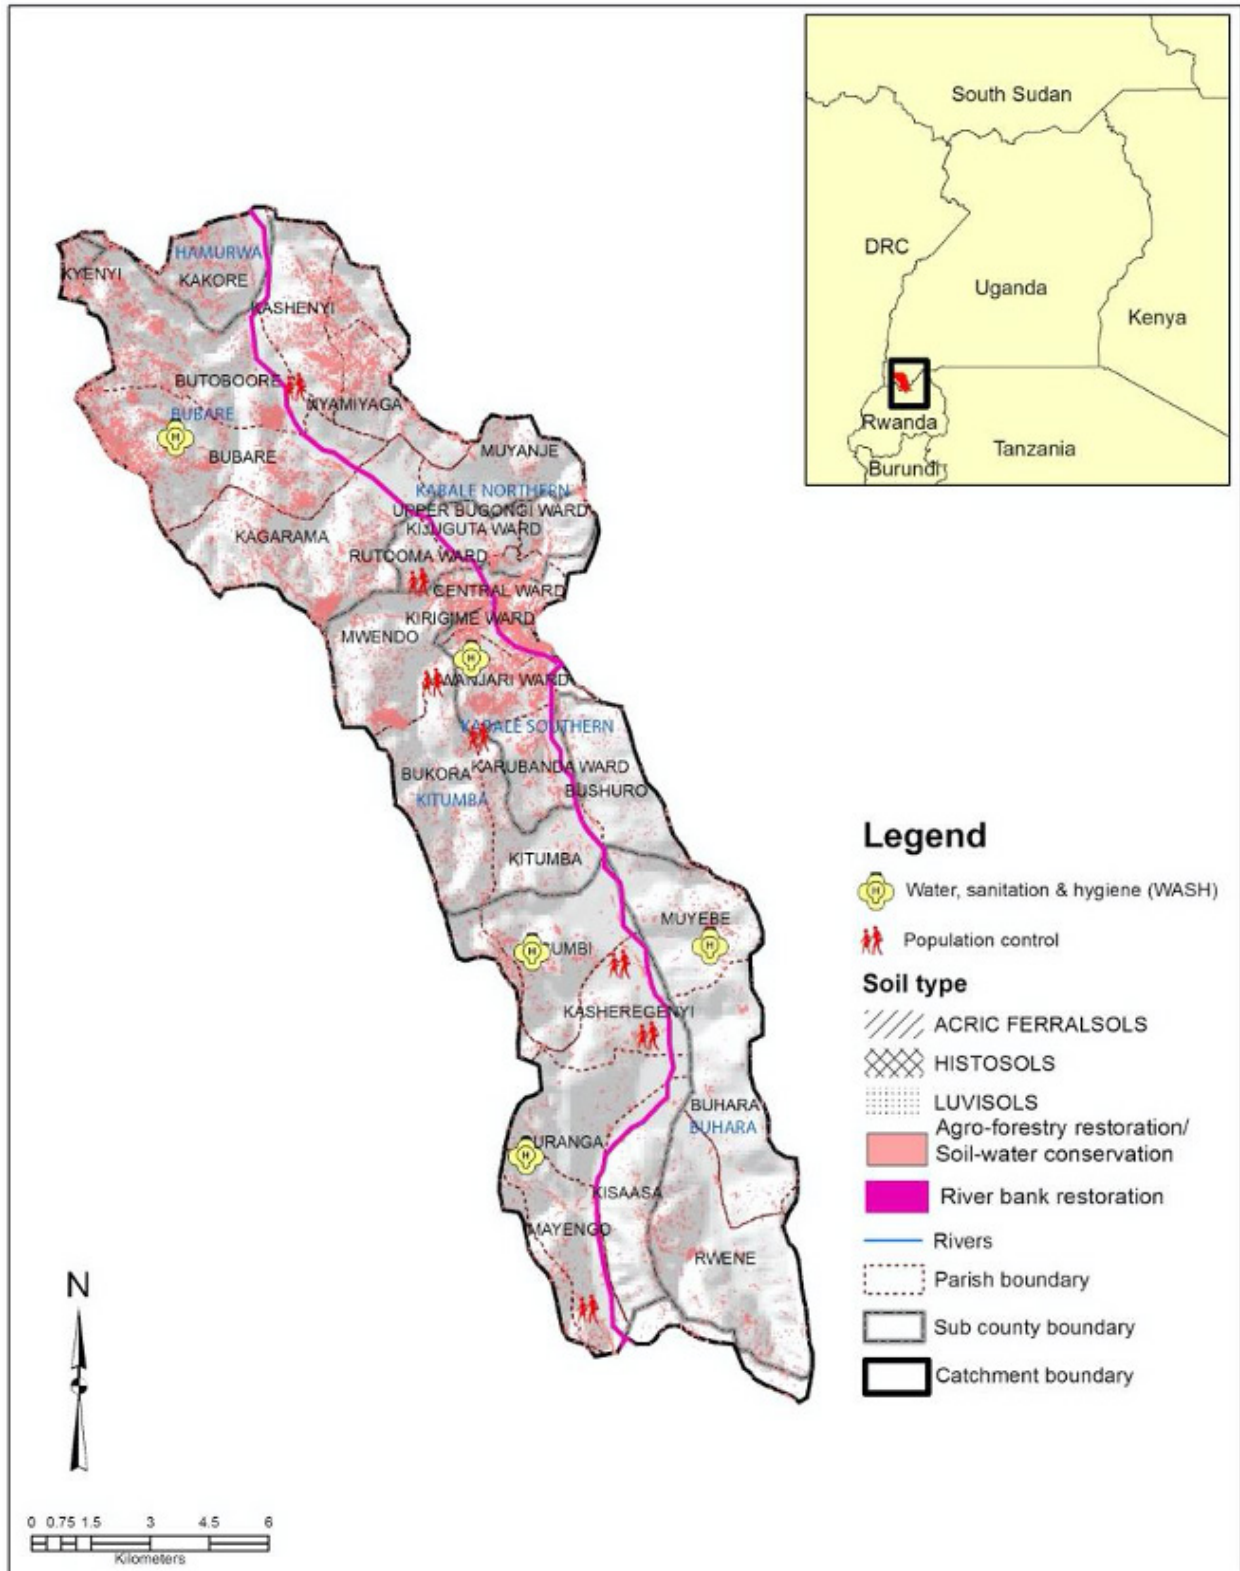 South Sudan
DRC
Uganda
Kenya
Rwanda
Tanzania
Burundi
HAMURWA
KYENYI
KAKORE
KASHENYI
BUTOBOORE
NYAMIYAGA
BUBARE
H
BUBARE
MUYANJE
KABALE NORTHERN
UPPER BUGONGI WARD
KIJUGUTA WARD
KAGARAMA
RUTOOMA WARD
CENTRAL WARD
KIRIGIME WARD
MWENDO
H
WANJARI WARD
KABALE SOUTHERN
KARUBANDA WARD
BUKORA
BUSHURO
KITUMBA
KITUMBA
MUYEBE
H
UMBI
H
KASHEREGENYI
BUHARA
BUHARA
URANGA
H
KISAASA
MAYENGO
RWENE
Legend
H Water, sanitation & hygiene (WASH)
Population control
Soil type
ACRIC FERRALSOLS
HISTOSOLS
LUVISOLS
Agro-forestry restoration/
Soil-water conservation
River bank restoration
Rivers
Parish boundary
Sub county boundary
Catchment boundary
N
0 0.75 1.5 3 4.5 6
Kilometers